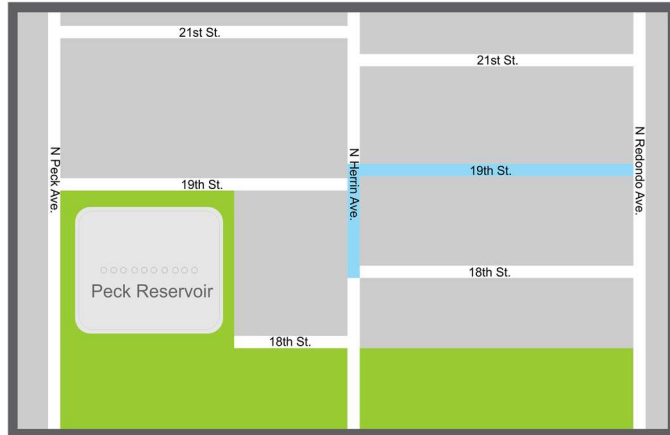 21st St.
21st St.
N Peck Ave.
N Herrin Ave.
N Redondo Ave.
19th St.
19th St.
18th St.
Peck Reservoir
18th St.